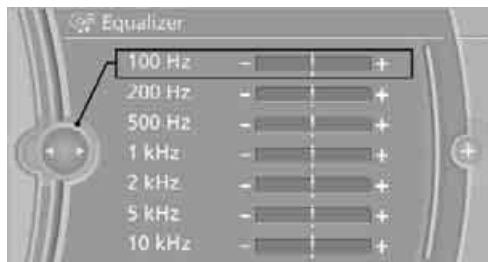 Equalizer
100 Hz - +
200 Hz - +
500 Hz - +
1 kHz - +
2 kHz - +
5 kHz - +
10 kHz - +
+